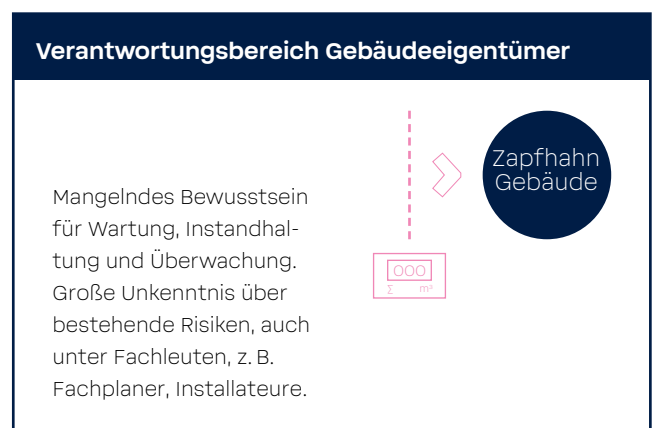 Verantwortungsbereich Gebäudeeigentümer
Zapfhahn
Gebäude
Mangelndes Bewusstsein
für Wartung, Instandhal-
tung und Überwachung.
Große Unkenntnis über
bestehende Risiken, auch
unter Fachleuten, z. B.
Fachplaner, Installateure.
000
Σ m³